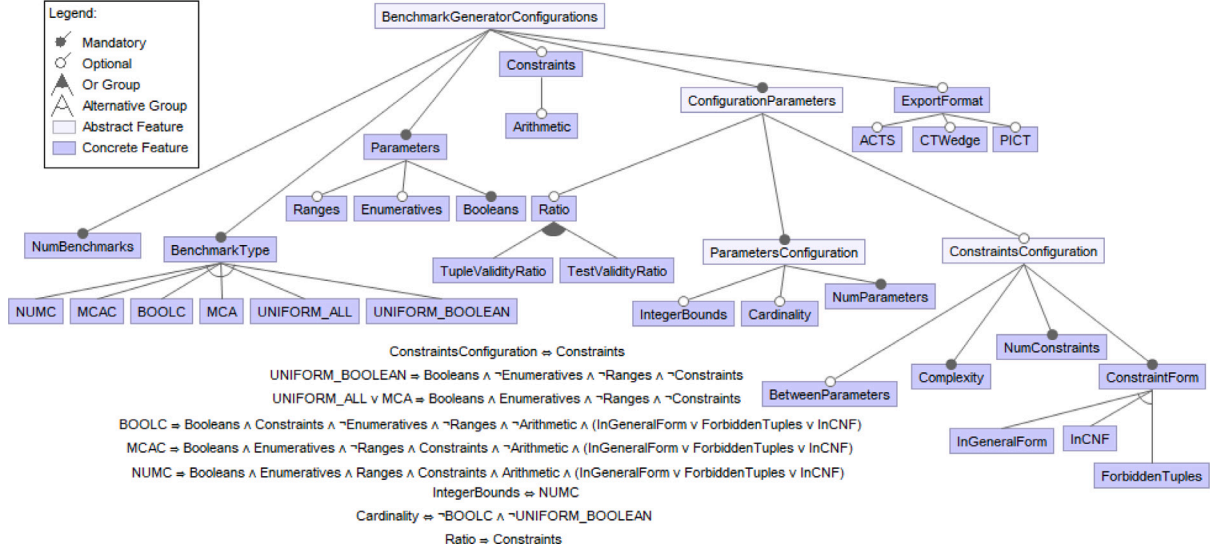 Legend:
Mandatory
Optional
Or Group
Alternative Group
Abstract Feature
Concrete Feature
BenchmarkGeneratorConfigurations
Constraints
ConfigurationParameters
ExportFormat
Arithmetic
ACTS
CTWedge
PICT
Parameters
Ranges
Enumeratives
Booleans
Ratio
NumBenchmarks
BenchmarkType
ParametersConfiguration
ConstraintsConfiguration
TupleValidityRatio
TestValidityRatio
NUMC
MCAC
BOOLC
MCA
UNIFORM_ALL
UNIFORM_BOOLEAN
IntegerBounds
Cardinality
NumParameters
BetweenParameters
Complexity
NumConstraints
ConstraintForm
InGeneralForm
InCNF
ForbiddenTuples
ConstraintsConfiguration ⇔ Constraints
UNIFORM_BOOLEAN ⇒ Booleans ∧ ¬Enumeratives ∧ ¬Ranges ∧ ¬Constraints
UNIFORM_ALL ∨ MCA ⇒ Booleans ∧ Enumeratives ∧ ¬Ranges ∧ ¬Constraints
BOOLC ⇒ Booleans ∧ Constraints ∧ ¬Enumeratives ∧ ¬Ranges ∧ ¬Arithmetic ∧ (InGeneralForm ∨ ForbiddenTuples ∨ InCNF)
MCAC ⇒ Booleans ∧ Enumeratives ∧ ¬Ranges ∧ Constraints ∧ ¬Arithmetic ∧ (InGeneralForm ∨ ForbiddenTuples ∨ InCNF)
NUMC ⇒ Booleans ∧ Enumeratives ∧ Ranges ∧ Constraints ∧ Arithmetic ∧ (InGeneralForm ∨ ForbiddenTuples ∨ InCNF)
IntegerBounds ⇔ NUMC
Cardinality ⇔ ¬BOOLC ∧ ¬UNIFORM_BOOLEAN
Ratio ⇒ Constraints